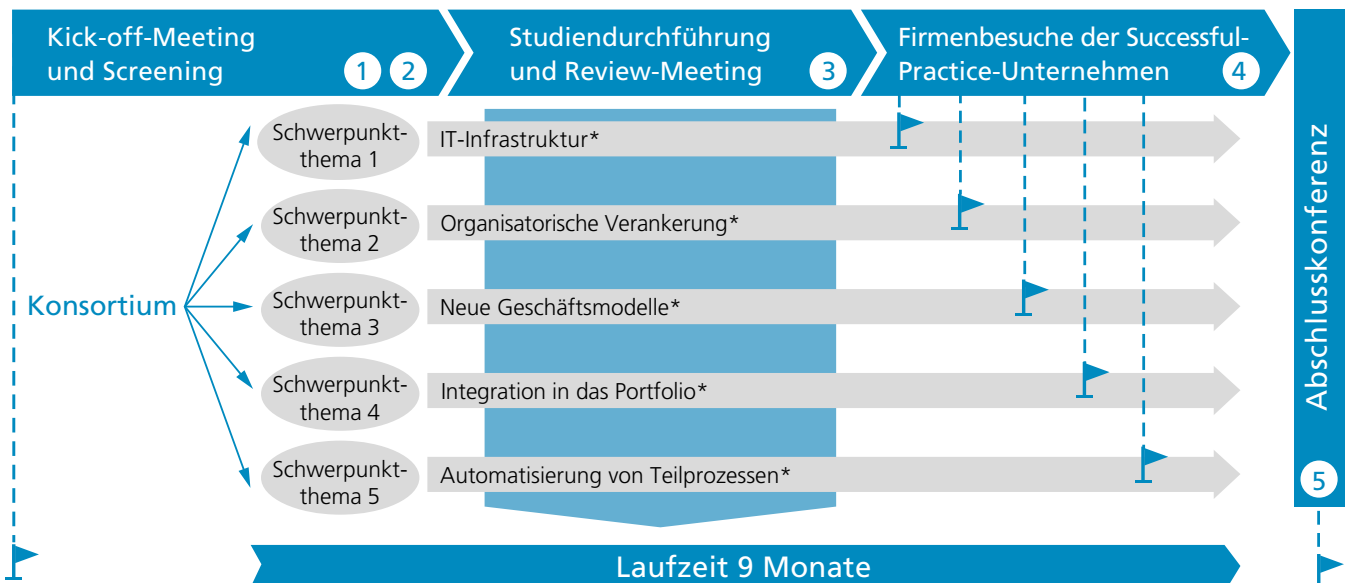 Kick-off-Meeting
und Screening
1 2
Studiendurchführung
und Review-Meeting
3
Firmenbesuche der Successful-
Practice-Unternehmen
4
Schwerpunkt-
thema 1
IT-Infrastruktur*
Schwerpunkt-
thema 2
Organisatorische Verankerung*
Konsortium
Schwerpunkt-
thema 3
Neue Geschäftsmodelle*
Schwerpunkt-
thema 4
Integration in das Portfolio*
Schwerpunkt-
thema 5
Automatisierung von Teilprozessen*
Abschlusskonferenz
5
Laufzeit 9 Monate